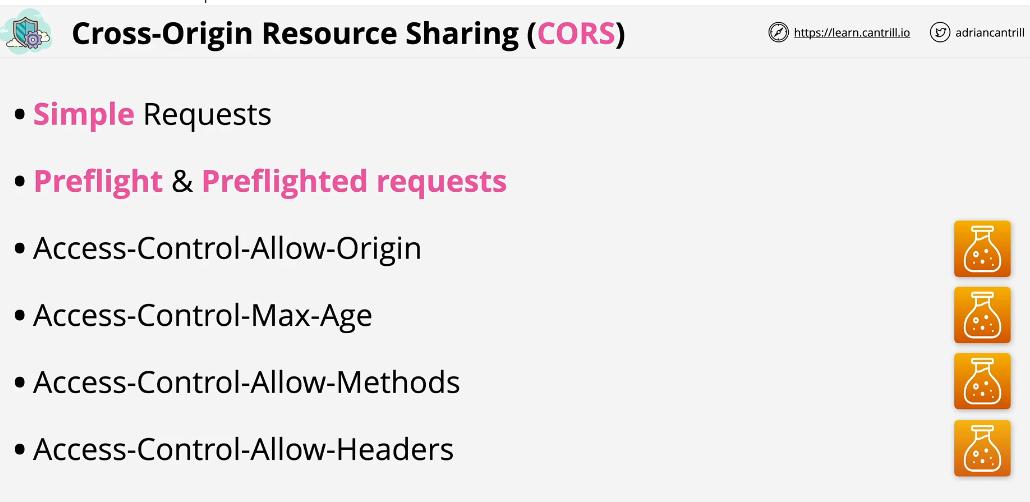 Cross-Origin Resource Sharing (CORS)
https://learn.cantrill.io
adriancantrill
• Simple Requests
• Preflight & Preflighted requests
• Access-Control-Allow-Origin
• Access-Control-Max-Age
• Access-Control-Allow-Methods
• Access-Control-Allow-Headers